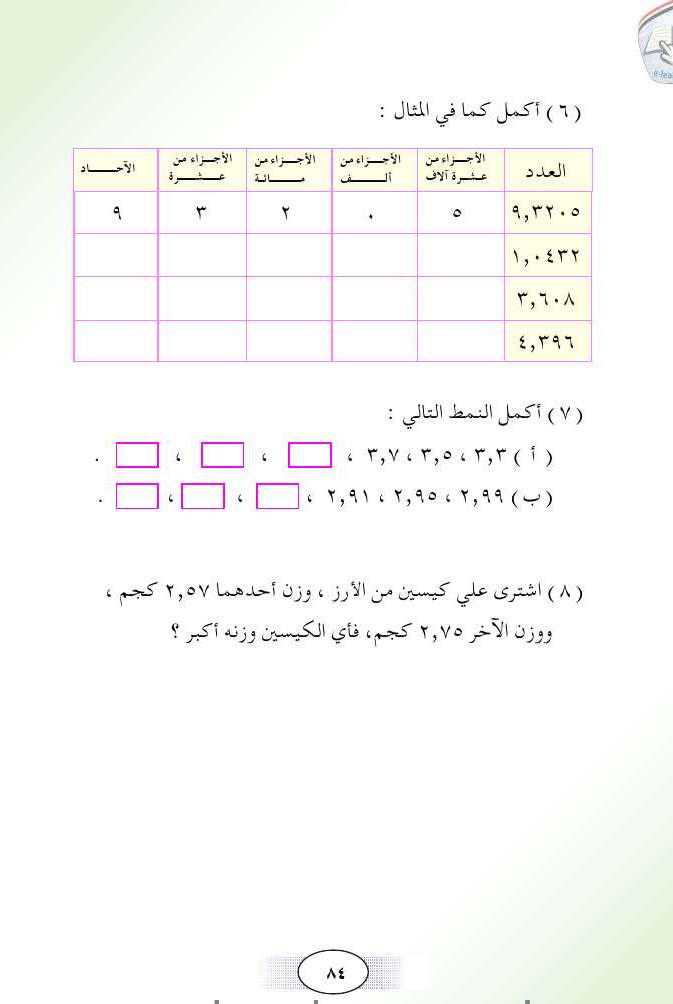 e-lea
( ٦ ) أكمل كما في المثال :
العدد الأجزاء من عشرة آلاف الأجزاء من ألف الأجزاء من مائة الأجزاء من عشرة الآحاد
٩,٣٢٠٥ ٥ ٠ ٢ ٣ ٩
١,٠٤٣٢
٣,٦٠٨
٤,٣٩٦
( ٧ ) أكمل النمط التالي :
( أ ) ٣,٣ ، ٣,٥ ، ٣,٧ ، ، ، .
( ب ) ٢,٩٩ ، ٢,٩٥ ، ٢,٩١ ، ، ، .
( ٨ ) اشترى علي كيسين من الأرز ، وزن أحدهما ٢,٥٧ كجم ،
ووزن الآخر ٢,٧٥ كجم، فأي الكيسين وزنه أكبر ؟
٨٤